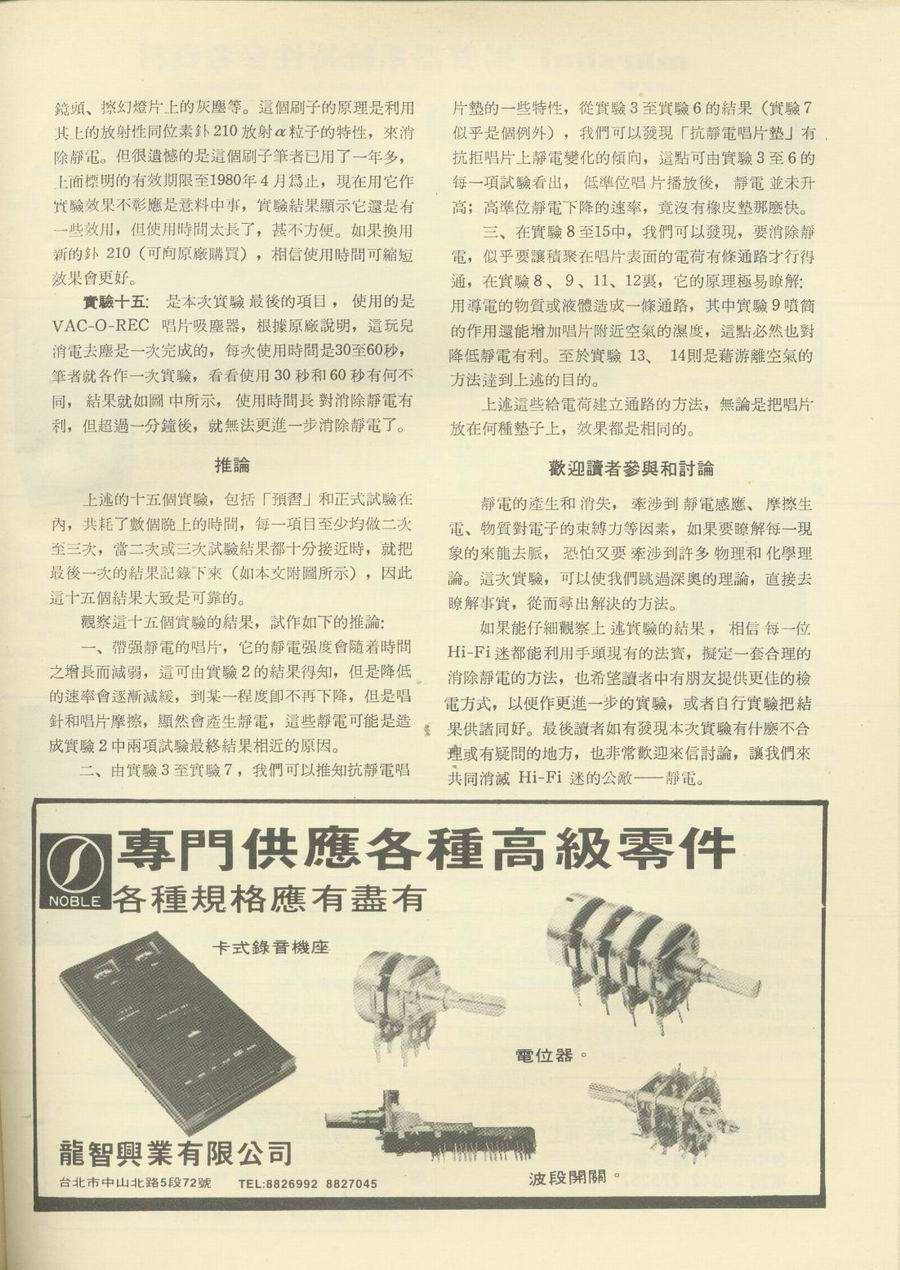 鏡頭、擦幻燈片上的灰塵等。這個刷子的原理是利用
其上的放射性同位素釙 210 放射α粒子的特性，來消
除靜電。但很遺憾的是這個刷子筆者已用了一年多，
上面標明的有效期限至1980年 4 月爲止，現在用它作
實驗效果不彰應是意料中事，實驗結果顯示它還是有
一些效用，但使用時間太長了，甚不方便。如果換用
新的釙 210（可向原廠購買），相信使用時間可縮短
效果會更好。
實驗十五: 是本次實驗最後的項目，使用的是
VAC-O-REC 唱片吸塵器，根據原廠說明，這玩兒
消電去塵是一次完成的，每次使用時間是30至60秒，
筆者就各作一次實驗，看看使用 30 秒和 60 秒有何不
同，結果就如圖中所示，使用時間長對消除靜電有
利，但超過一分鐘後，就無法更進一步消除靜電了。
推論
上述的十五個實驗，包括「預習」和正式試驗在
內，共耗了數個晚上的時間，每一項目至少均做二次
至三次，當二次或三次試驗結果都十分接近時，就把
最後一次的結果記錄下來（如本文附圖所示），因此
這十五個結果大致是可靠的。
觀察這十五個實驗的結果，試作如下的推論:
一、帶强靜電的唱片，它的靜電强度會隨着時間
之增長而減弱，這可由實驗 2 的結果得知，但是降低
的速率會逐漸減緩，到某一程度卽不再下降，但是唱
針和唱片摩擦，顯然會產生靜電，這些靜電可能是造
成實驗 2 中兩項試驗最終結果相近的原因。
二、由實驗 3 至實驗 7，我們可以推知抗靜電唱
片墊的一些特性，從實驗 3 至實驗 6 的結果（實驗 7
似乎是個例外），我們可以發現「抗靜電唱片墊」有
抗拒唱片上靜電變化的傾向，這點可由實驗 3 至 6 的
每一項試驗看出，低準位唱片播放後，靜電並未升
高；高準位靜電下降的速率，竟沒有橡皮墊那麼快。
三、在實驗 8 至15中，我們可以發現，要消除靜
電，似乎要讓積聚在唱片表面的電荷有條通路才行得
通，在實驗 8、9、11、12裏，它的原理極易瞭解:
用導電的物質或液體造成一條通路，其中實驗 9 噴筒
的作用還能增加唱片附近空氣的濕度，這點必然也對
降低靜電有利。至於實驗 13、 14則是藉游離空氣的
方法達到上述的目的。
上述這些給電荷建立通路的方法，無論是把唱片
放在何種墊子上，效果都是相同的。
歡迎讀者參與和討論
靜電的產生和消失，牽涉到靜電感應、摩擦生
電、物質對電子的束縛力等因素，如果要瞭解每一現
象的來龍去脈，恐怕又要牽涉到許多物理和化學理
論。這次實驗，可以使我們跳過深奧的理論，直接去
瞭解事實，從而尋出解決的方法。
如果能仔細觀察上述實驗的結果，相信每一位
Hi-Fi 迷都能利用手頭現有的法寶，擬定一套合理的
消除靜電的方法，也希望讀者中有朋友提供更佳的檢
電方式，以便作更進一步的實驗，或者自行實驗把結
果供諸同好。最後讀者如有發現本次實驗有什麼不合
理或有疑問的地方，也非常歡迎來信討論，讓我們來
共同消滅 Hi-Fi 迷的公敵——靜電。
NOBLE
專門供應各種高級零件
各種規格應有盡有
卡式錄音機座
電位器。
波段開關。
龍智興業有限公司
台北市中山北路5段72號 TEL:8826992 8827045